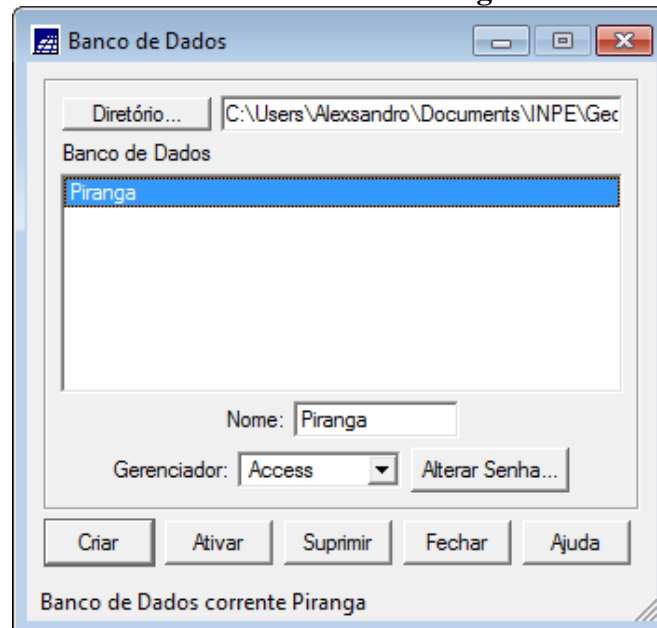 Banco de Dados
Diretório... C:\Users\Alexsandro\Documents\INPE\Geo
Banco de Dados
Piranga
Nome: Piranga
Gerenciador: Access Alterar Senha...
Criar Ativar Suprimir Fechar Ajuda
Banco de Dados corrente Piranga